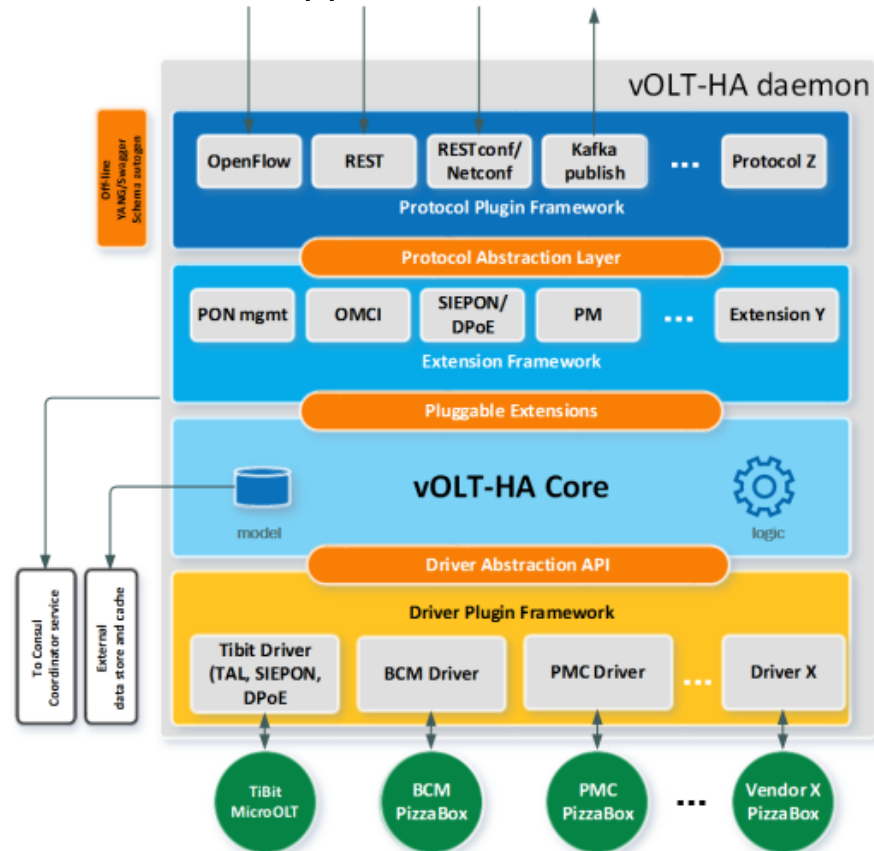 vOLT-HA daemon
Off-line
YANG/Swagger
Schema autogen
OpenFlow
REST
RESTconf/
Netconf
Kafka
publish
...
Protocol Z
Protocol Plugin Framework
Protocol Abstraction Layer
PON mgmt
OMCI
SIEPON/
DPoE
PM
...
Extension Y
Extension Framework
Pluggable Extensions
model
vOLT-HA Core
logic
To Consul
Coordinator service
External
data store and cache
Driver Abstraction API
Driver Plugin Framework
Tibit Driver
(TAL, SIEPON,
DPoE
BCM Driver
PMC Driver
...
Driver X
TiBit
MicroOLT
BCM
PizzaBox
PMC
PizzaBox
...
Vendor X
PizzaBox